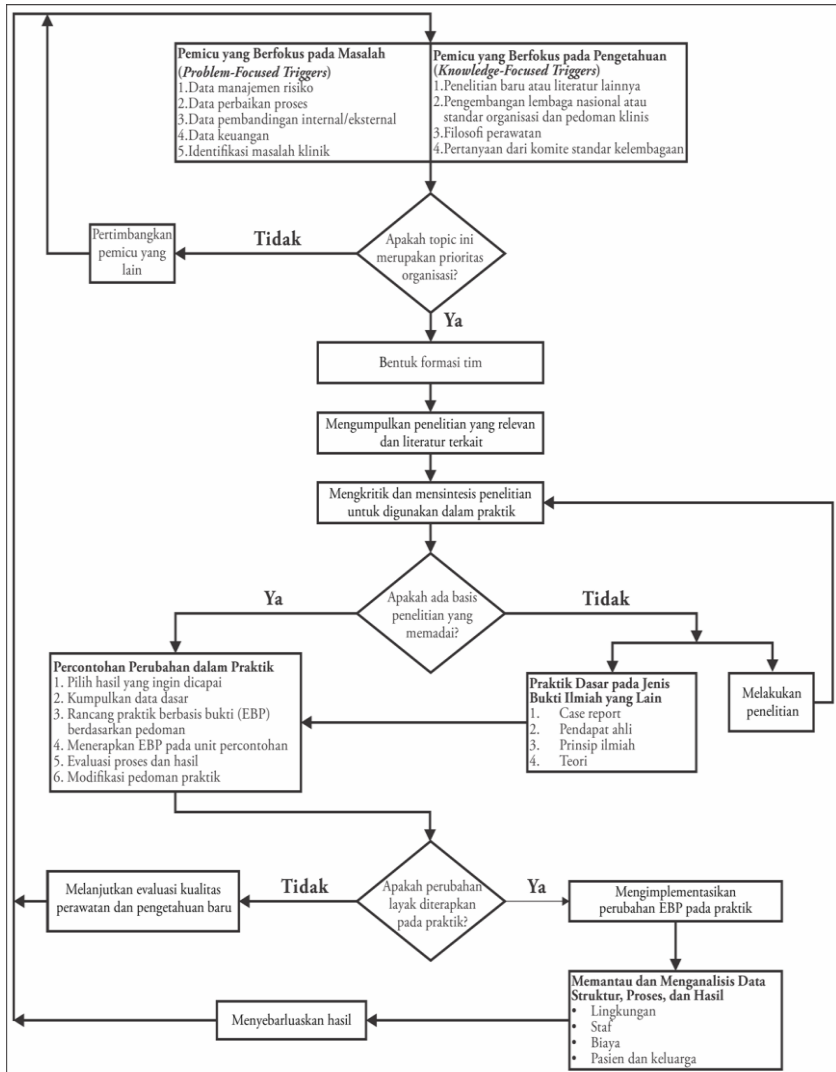 Pemicu yang Berfokus pada Masalah
(Problem-Focused Triggers)
1.Data manajemen risiko
2.Data perbaikan proses
3.Data pembandingan internal/eksternal
4.Data keuangan
5.Identifikasi masalah klinik
Pemicu yang Berfokus pada Pengetahuan
(Knowledge-Focused Triggers)
1.Penelitian baru atau literatur lainnya
2.Pengembangan lembaga nasional atau
standar organisasi dan pedoman klinis
3.Filosofi perawatan
4.Pertanyaan dari komite standar kelembagaan
Apakah topic ini
merupakan prioritas
organisasi?
Tidak
Pertimbangkan
pemicu yang
lain
Ya
Bentuk formasi tim
Mengumpulkan penelitian yang relevan
dan literatur terkait
Mengkritik dan mensintesis penelitian
untuk digunakan dalam praktik
Apakah ada basis
penelitian yang
memadai?
Ya
Tidak
Percontohan Perubahan dalam Praktik
1. Pilih hasil yang ingin dicapai
2. Kumpulkan data dasar
3. Rancang praktik berbasis bukti (EBP)
berdasarkan pedoman
4. Menerapkan EBP pada unit percontohan
5. Evaluasi proses dan hasil
6. Modifikasi pedoman praktik
Praktik Dasar pada Jenis
Bukti Ilmiah yang Lain
1. Case report
2. Pendapat ahli
3. Prinsip ilmiah
4. Teori
Melakukan
penelitian
Apakah perubahan
layak diterapkan
pada praktik?
Tidak
Melanjutkan evaluasi kualitas
perawatan dan pengetahuan baru
Ya
Mengimplementasikan
perubahan EBP pada praktik
Memantau dan Menganalisis Data
Struktur, Proses, dan Hasil
• Lingkungan
• Staf
• Biaya
• Pasien dan keluarga
Menyebarluaskan hasil